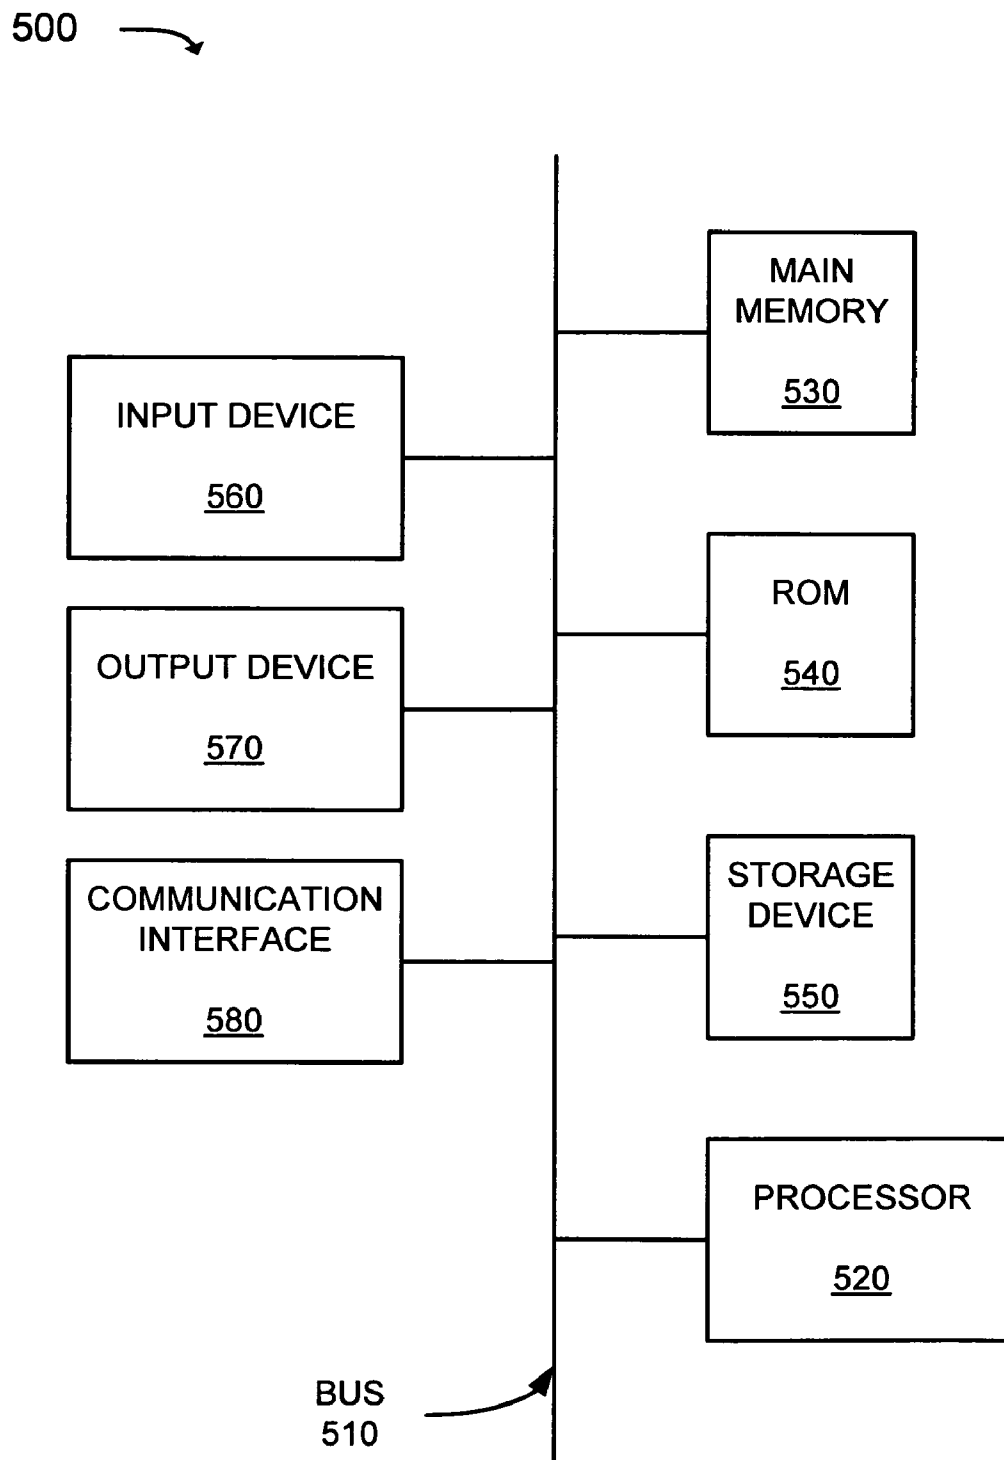 500
MAIN
MEMORY
530
INPUT DEVICE
560
ROM
540
OUTPUT DEVICE
570
STORAGE
DEVICE
550
COMMUNICATION
INTERFACE
580
PROCESSOR
520
BUS
510